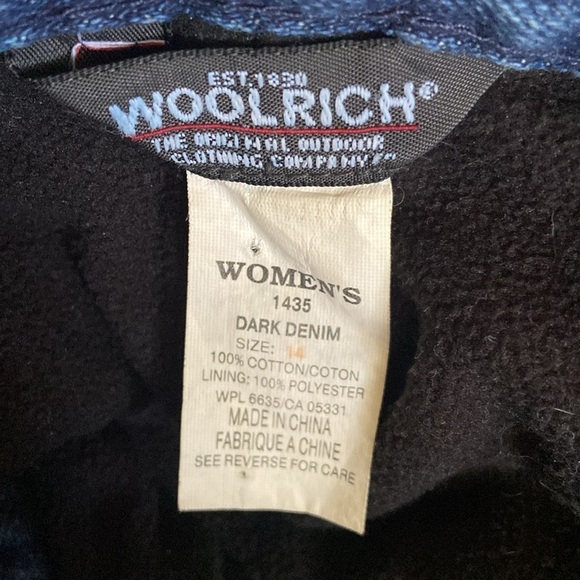 EST. 1830
WOOLRICH®
THE ORIGINAL OUTDOOR
CLOTHING COMPANY
WOMEN'S
1435
DARK DENIM
SIZE: 14
100% COTTON/COTON
LINING: 100% POLYESTER
WPL 6635/CA 05331
MADE IN CHINA
FABRIQUE A CHINE
SEE REVERSE FOR CARE